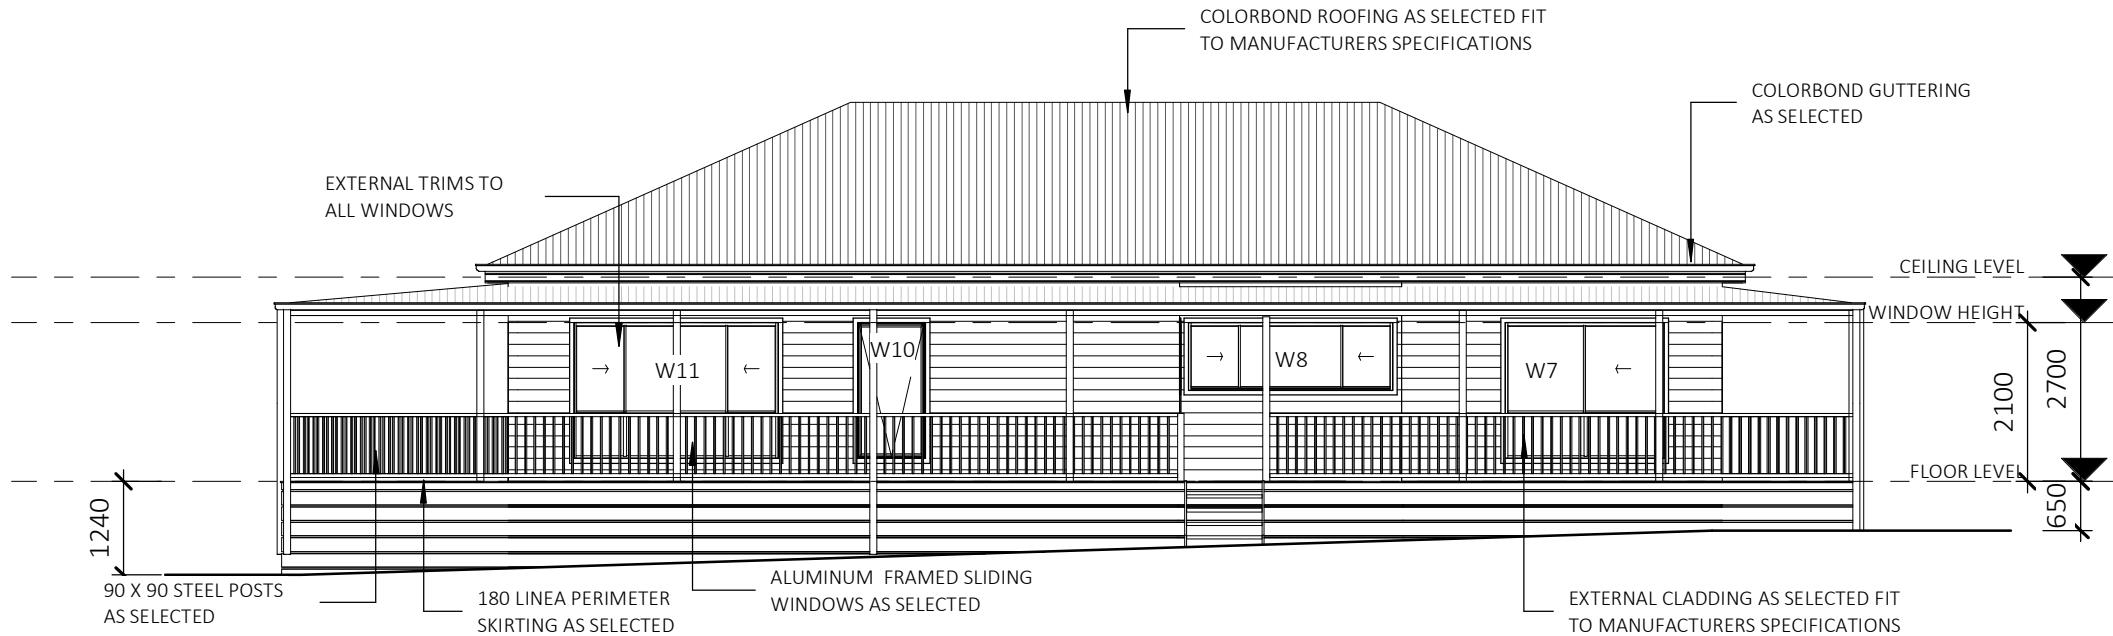 COLORBOND ROOFING AS SELECTED FIT
TO MANUFACTURERS SPECIFICATIONS
COLORBOND GUTTERING
AS SELECTED
EXTERNAL TRIMS TO
ALL WINDOWS
CEILING LEVEL
WINDOW HEIGHT
W11
W10
W8
W7
2100
2700
FLOOR LEVEL
650
1240
90 X 90 STEEL POSTS
AS SELECTED
180 LINEA PERIMETER
SKIRTING AS SELECTED
ALUMINUM FRAMED SLIDING
WINDOWS AS SELECTED
EXTERNAL CLADDING AS SELECTED FIT
TO MANUFACTURERS SPECIFICATIONS